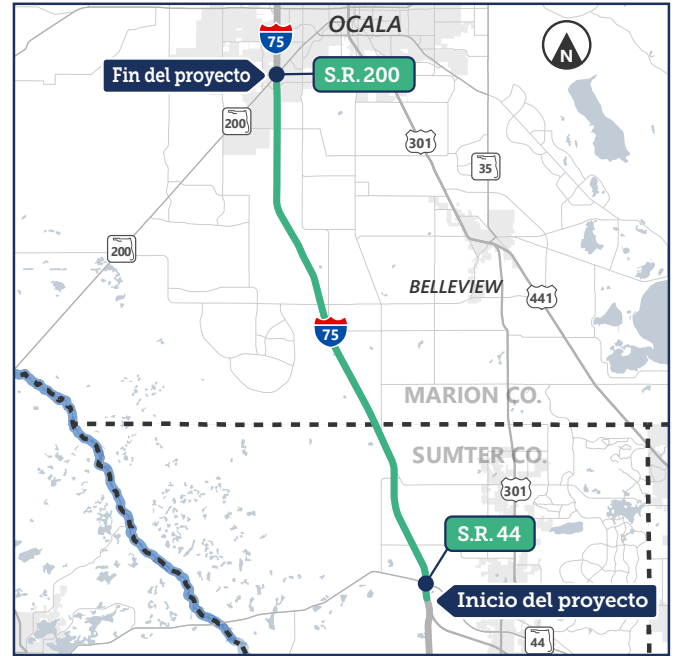 OCALA
75
Fin del proyecto
S.R. 200
N
200
301
35
200
BELLEVIEW
441
75
MARION CO.
SUMTER CO.
301
S.R. 44
Inicio del proyecto
44